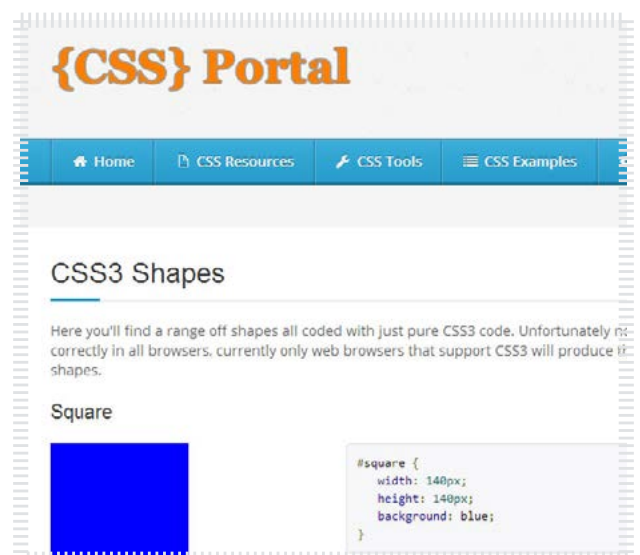 {CSS} Portal
Home CSS Resources CSS Tools CSS Examples
CSS3 Shapes
Here you'll find a range off shapes all coded with just pure CSS3 code. Unfortunately
correctly in all browsers, currently only web browsers that support CSS3 will produce
shapes.
Square
#square {
width: 140px;
height: 140px;
background: blue;
}